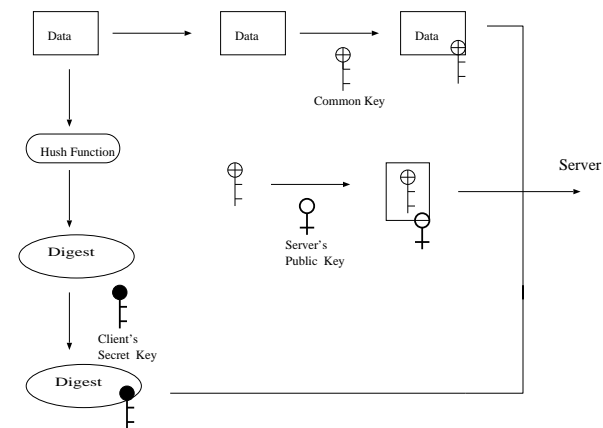 Data
Data
Data
Common Key
Hush Function
Server
Digest
Server's
Public Key
Client's
Secret Key
Digest